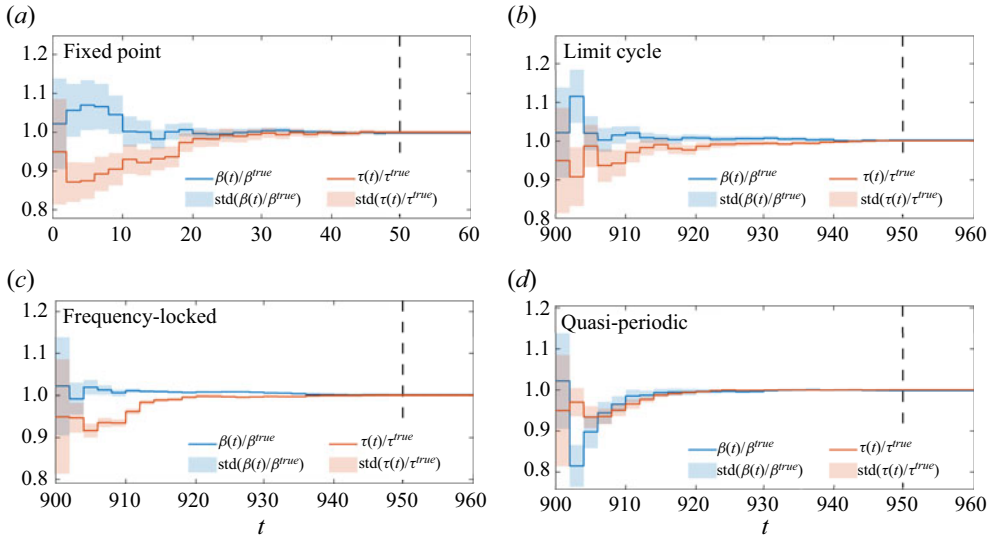 (a)
Fixed point
1.2
1.1
1.0
0.9
0.8
β(t)/β^true
τ(t)/τ^true
std(β(t)/β^true)
std(τ(t)/τ^true)
0 10 20 30 40 50 60
(b)
Limit cycle
1.2
1.1
1.0
0.9
0.8
β(t)/β^true
τ(t)/τ^true
std(β(t)/β^true)
std(τ(t)/τ^true)
900 910 920 930 940 950 960
(c)
Frequency-locked
1.2
1.1
1.0
0.9
0.8
β(t)/β^true
τ(t)/τ^true
std(β(t)/β^true)
std(τ(t)/τ^true)
900 910 920 930 940 950 960
t
(d)
Quasi-periodic
1.2
1.1
1.0
0.9
0.8
β(t)/β^true
τ(t)/τ^true
std(β(t)/β^true)
std(τ(t)/τ^true)
900 910 920 930 940 950 960
t